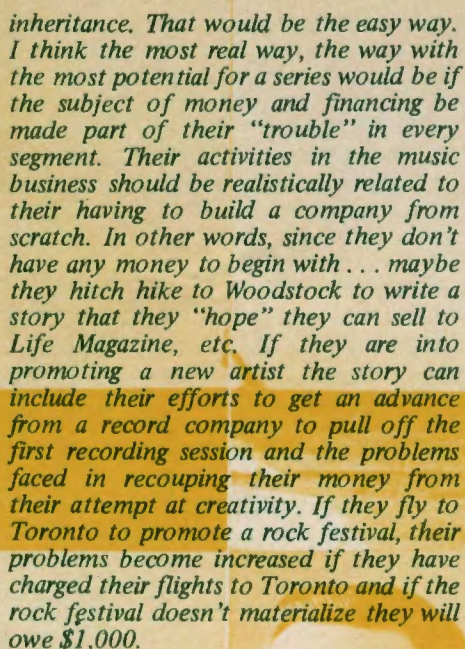 inheritance. That would be the easy way.
I think the most real way, the way with
the most potential for a series would be if
the subject of money and financing be
made part of their “trouble” in every
segment. Their activities in the music
business should be realistically related to
their having to build a company from
scratch. In other words, since they don’t
have any money to begin with . . . maybe
they hitch hike to Woodstock to write a
story that they “hope” they can sell to
Life Magazine, etc. If they are into
promoting a new artist the story can
include their efforts to get an advance
from a record company to pull off the
first recording session and the problems
faced in recouping their money from
their attempt at creativity. If they fly to
Toronto to promote a rock festival, their
problems become increased if they have
charged their flights to Toronto and if the
rock festival doesn’t materialize they will
owe $1,000.